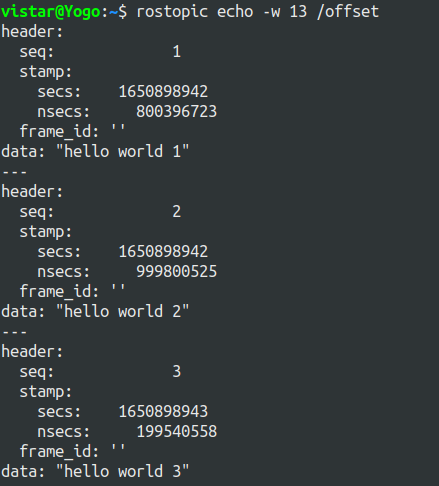 vistar@Yogo:~$ rostopic echo -w 13 /offset
header:
  seq:             1
  stamp:
    secs:    1650898942
    nsecs:     800396723
  frame_id: ''
data: "hello world 1"
---
header:
  seq:             2
  stamp:
    secs:    1650898942
    nsecs:     999800525
  frame_id: ''
data: "hello world 2"
---
header:
  seq:             3
  stamp:
    secs:    1650898943
    nsecs:     199540558
  frame_id: ''
data: "hello world 3"